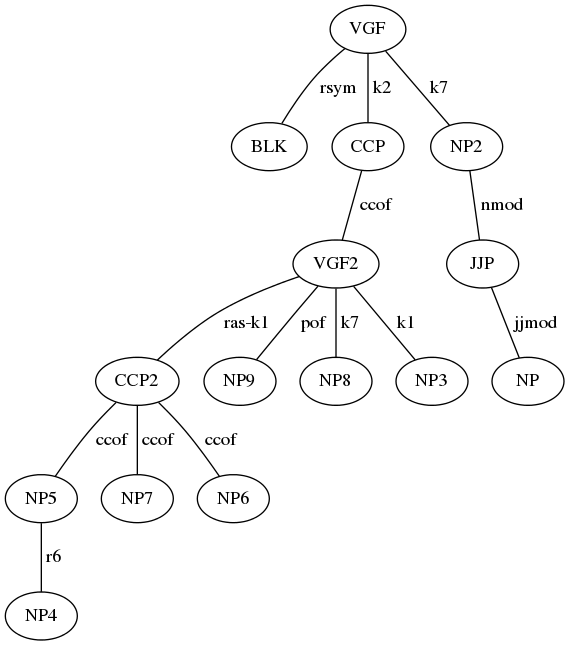 VGF
rsym k2 k7
BLK CCP NP2
ccof nmod
VGF2 JJP
ras-k1 pof k7 k1 jjmod
CCP2 NP9 NP8 NP3 NP
ccof ccof ccof
NP5 NP7 NP6
r6
NP4